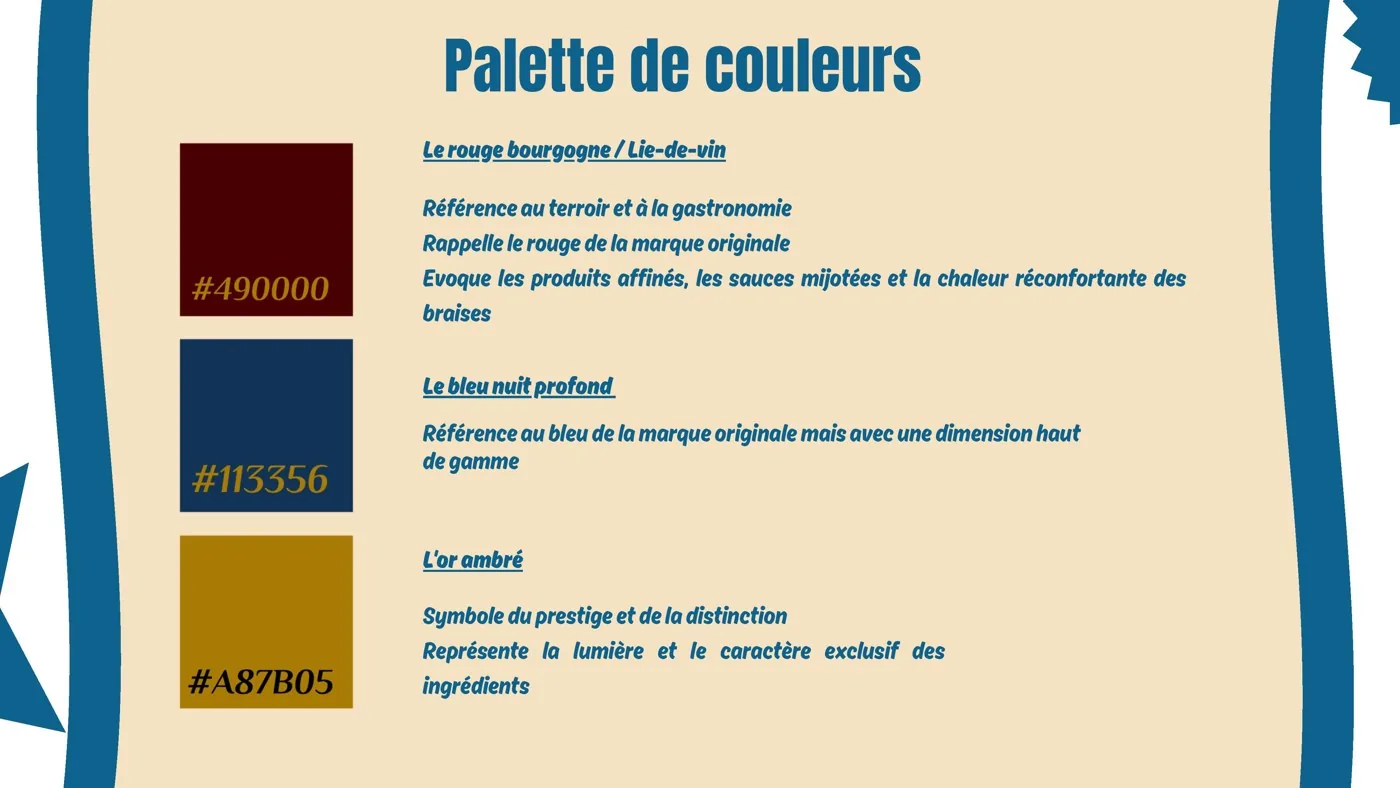 Palette de couleurs
Le rouge bourgogne / Lie-de-vin
Référence au terroir et à la gastronomie
Rappelle le rouge de la marque originale
Evoque les produits affinés, les sauces mijotées et la chaleur réconfortante des
braises
#490000
Le bleu nuit profond
Référence au bleu de la marque originale mais avec une dimension haut
de gamme
#113356
L'or ambré
Symbole du prestige et de la distinction
Représente la lumière et le caractère exclusif des
ingrédients
#A87B05